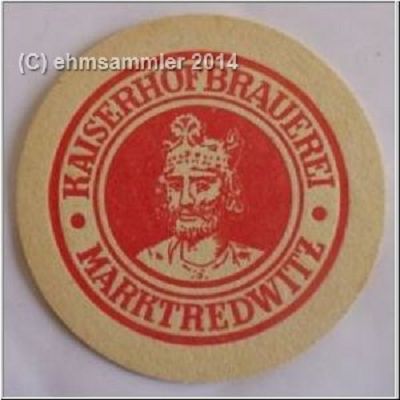 (C) ehmsammler 2014
KAISERHOFBRAUEREI
MARKTREDWITZ